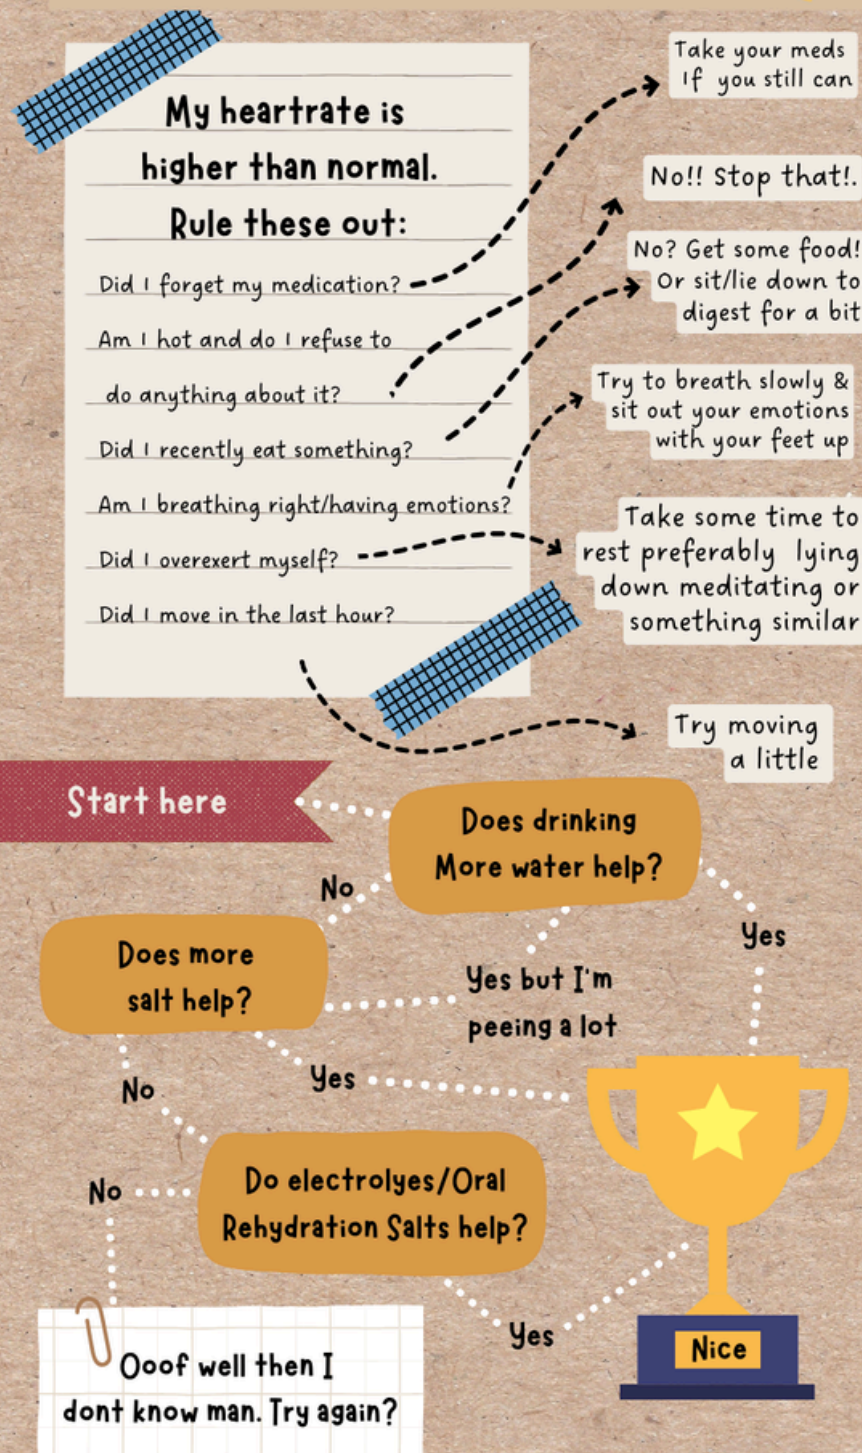 My heartrate is
higher than normal.
Rule these out:
Did I forget my medication?
Am I hot and do I refuse to
do anything about it?
Did I recently eat something?
Am I breathing right/having emotions?
Did I overexert myself?
Did I move in the last hour?
Take your meds
If you still can
No!! Stop that!.
No? Get some food!
Or sit/lie down to
digest for a bit
Try to breath slowly &
sit out your emotions
with your feet up
Take some time to
rest preferably lying
down meditating or
something similar
Try moving
a little
Start here
Does drinking
More water help?
No
Yes
Does more
salt help?
Yes but I'm
peeing a lot
Yes
No
Do electrolyes/Oral
Rehydration Salts help?
No
Yes
Nice
Ooof well then I
dont know man. Try again?